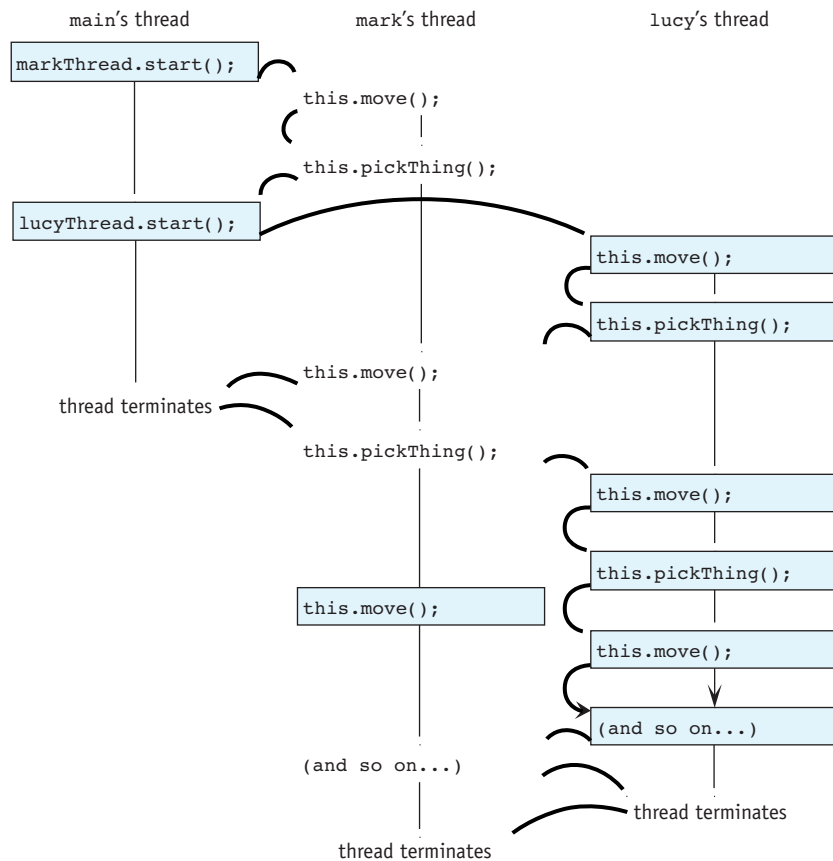 main's thread
mark's thread
lucy's thread
markThread.start();
this.move();
this.pickThing();
lucyThread.start();
this.move();
this.pickThing();
this.move();
thread terminates
this.pickThing();
this.move();
this.pickThing();
this.move();
this.move();
(and so on...)
(and so on...)
thread terminates
thread terminates